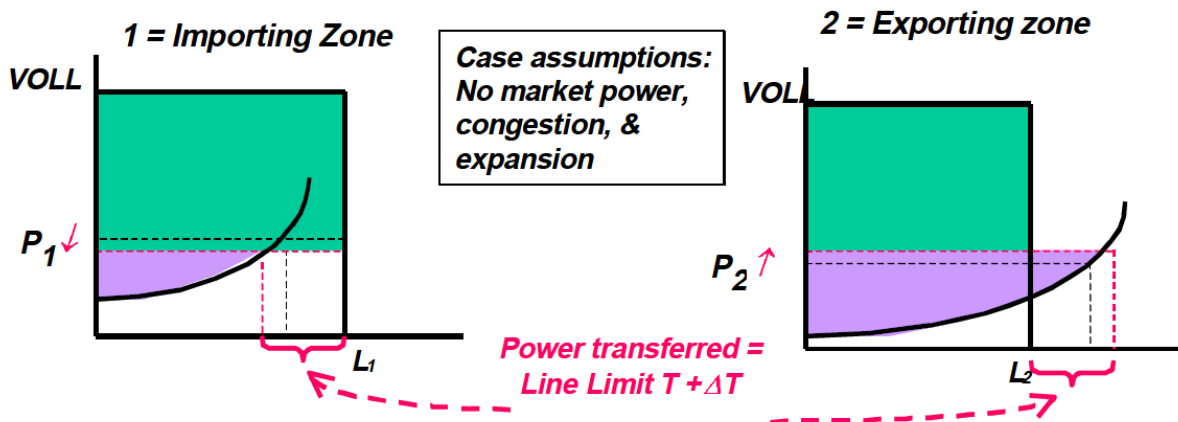 1 = Importing Zone
2 = Exporting zone
Case assumptions:
No market power,
congestion, &
expansion
VOLL
VOLL
P1
P2
L1
L2
Power transferred =
Line Limit T + ΔT